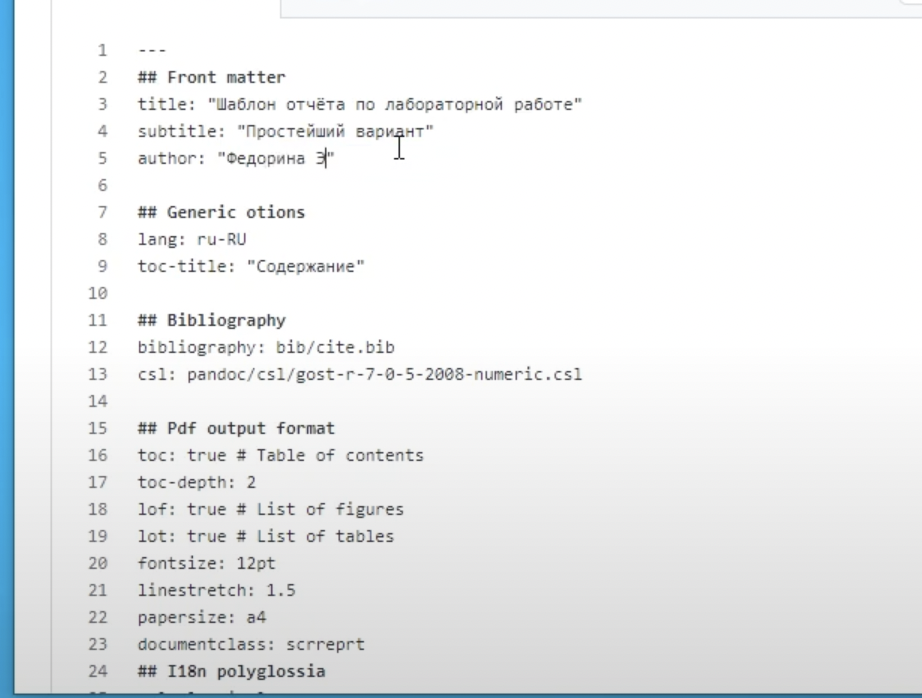 1 ---
2 ## Front matter
3 title: "Шаблон отчёта по лабораторной работе"
4 subtitle: "Простейший вариант"
5 author: "Федорина Э"
6
7 ## Generic otions
8 lang: ru-RU
9 toc-title: "Содержание"
10
11 ## Bibliography
12 bibliography: bib/cite.bib
13 csl: pandoc/csl/gost-r-7-0-5-2008-numeric.csl
14
15 ## Pdf output format
16 toc: true # Table of contents
17 toc-depth: 2
18 lof: true # List of figures
19 lot: true # List of tables
20 fontsize: 12pt
21 linestretch: 1.5
22 papersize: a4
23 documentclass: scrreprt
24 ## I18n polyglossia